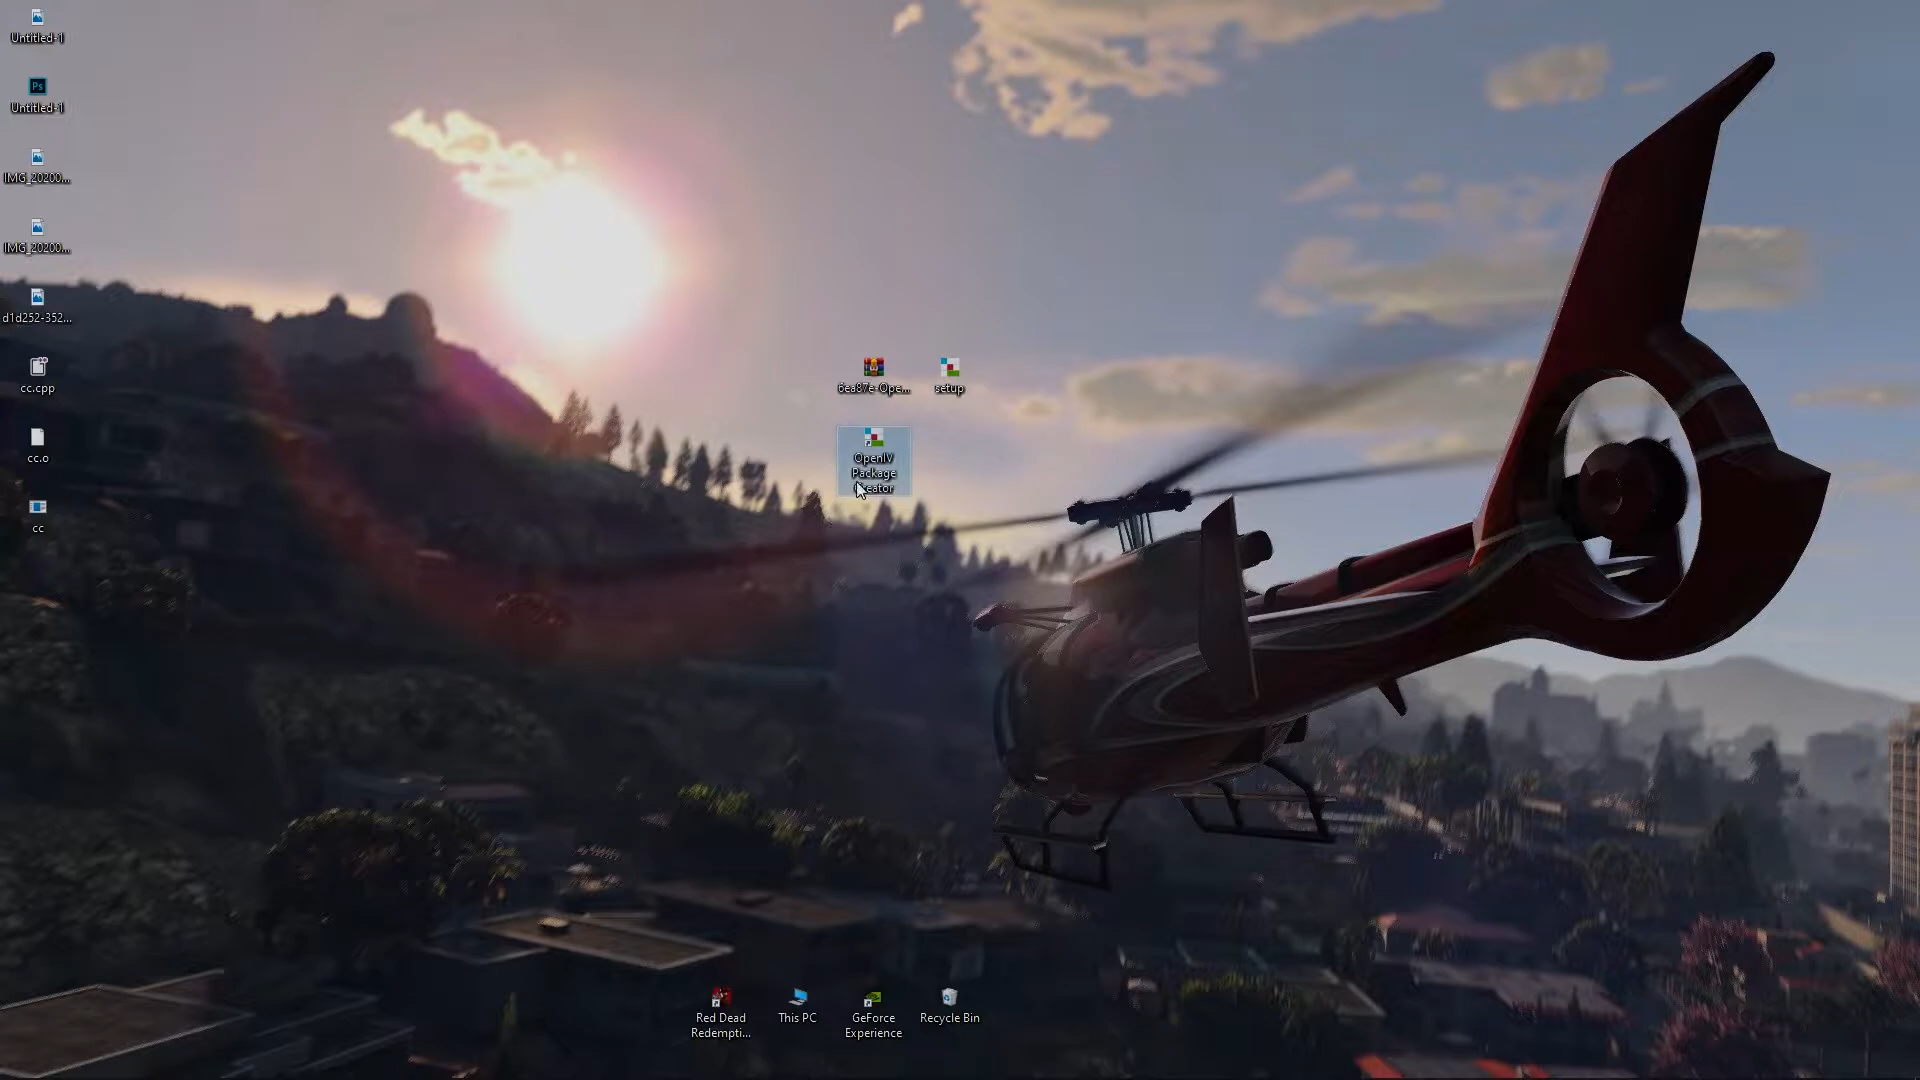 Untitled-1
Ps
Untitled-1
IMG_20200...
IMG_20200...
d1d252-352...
cc.cpp
cc.o
cc
6ea87e-Ope...
setup
OpenIV
Package
Creator
Red Dead
Redempti...
This PC
GeForce
Experience
Recycle Bin